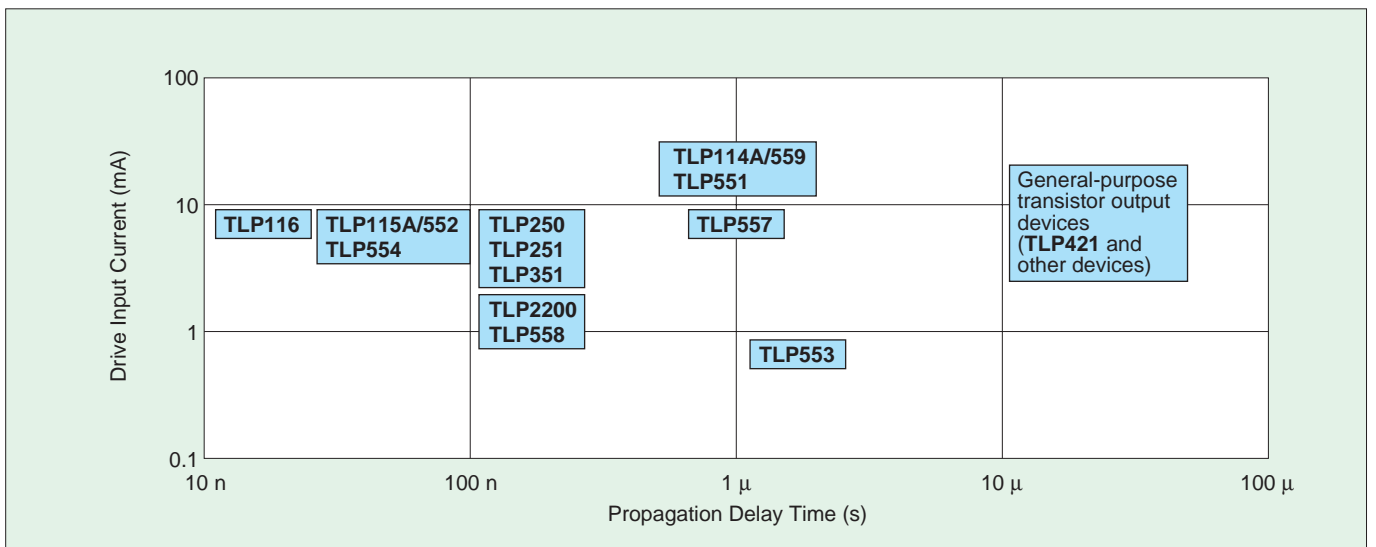 100
10
1
0.1
Drive Input Current (mA)
TLP116
TLP115A/552
TLP554
TLP250
TLP251
TLP351
TLP2200
TLP558
TLP114A/559
TLP551
TLP557
TLP553
General-purpose
transistor output
devices
(TLP421 and
other devices)
10 n
100 n
1 μ
10 μ
100 μ
Propagation Delay Time (s)